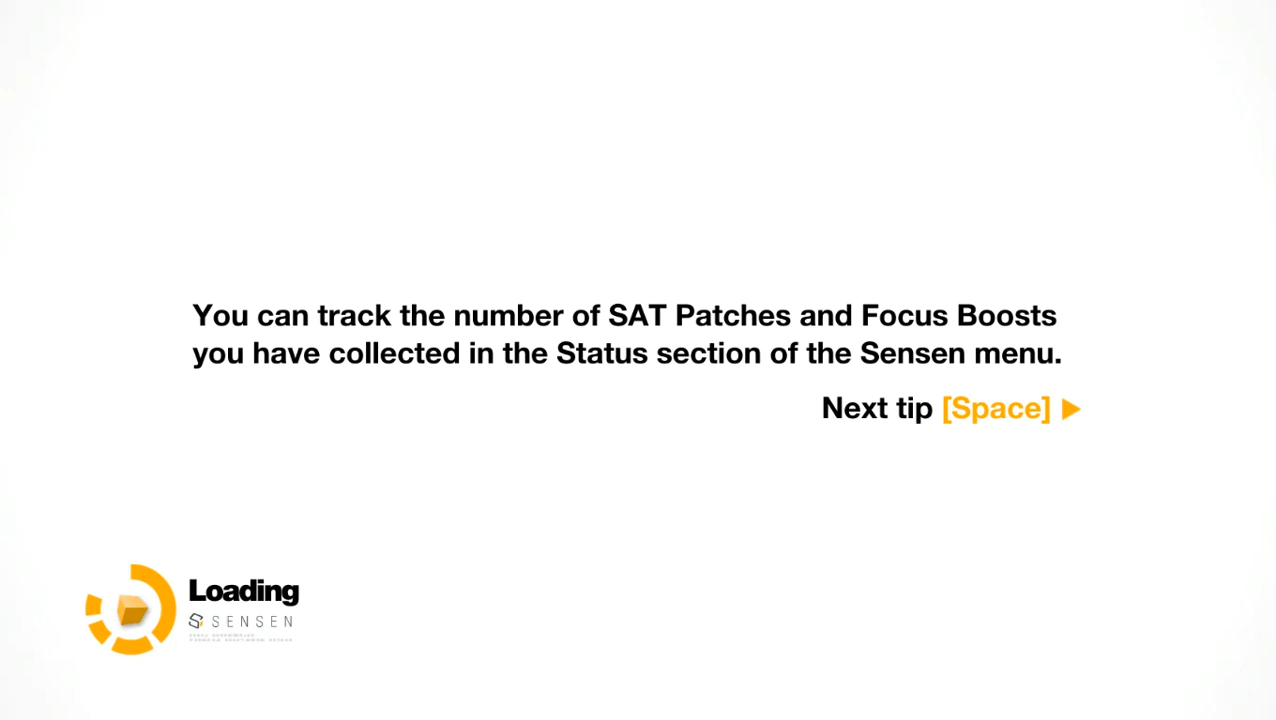 You can track the number of SAT Patches and Focus Boosts
you have collected in the Status section of the Sensen menu.
Next tip [Space]
Loading
SENSEN